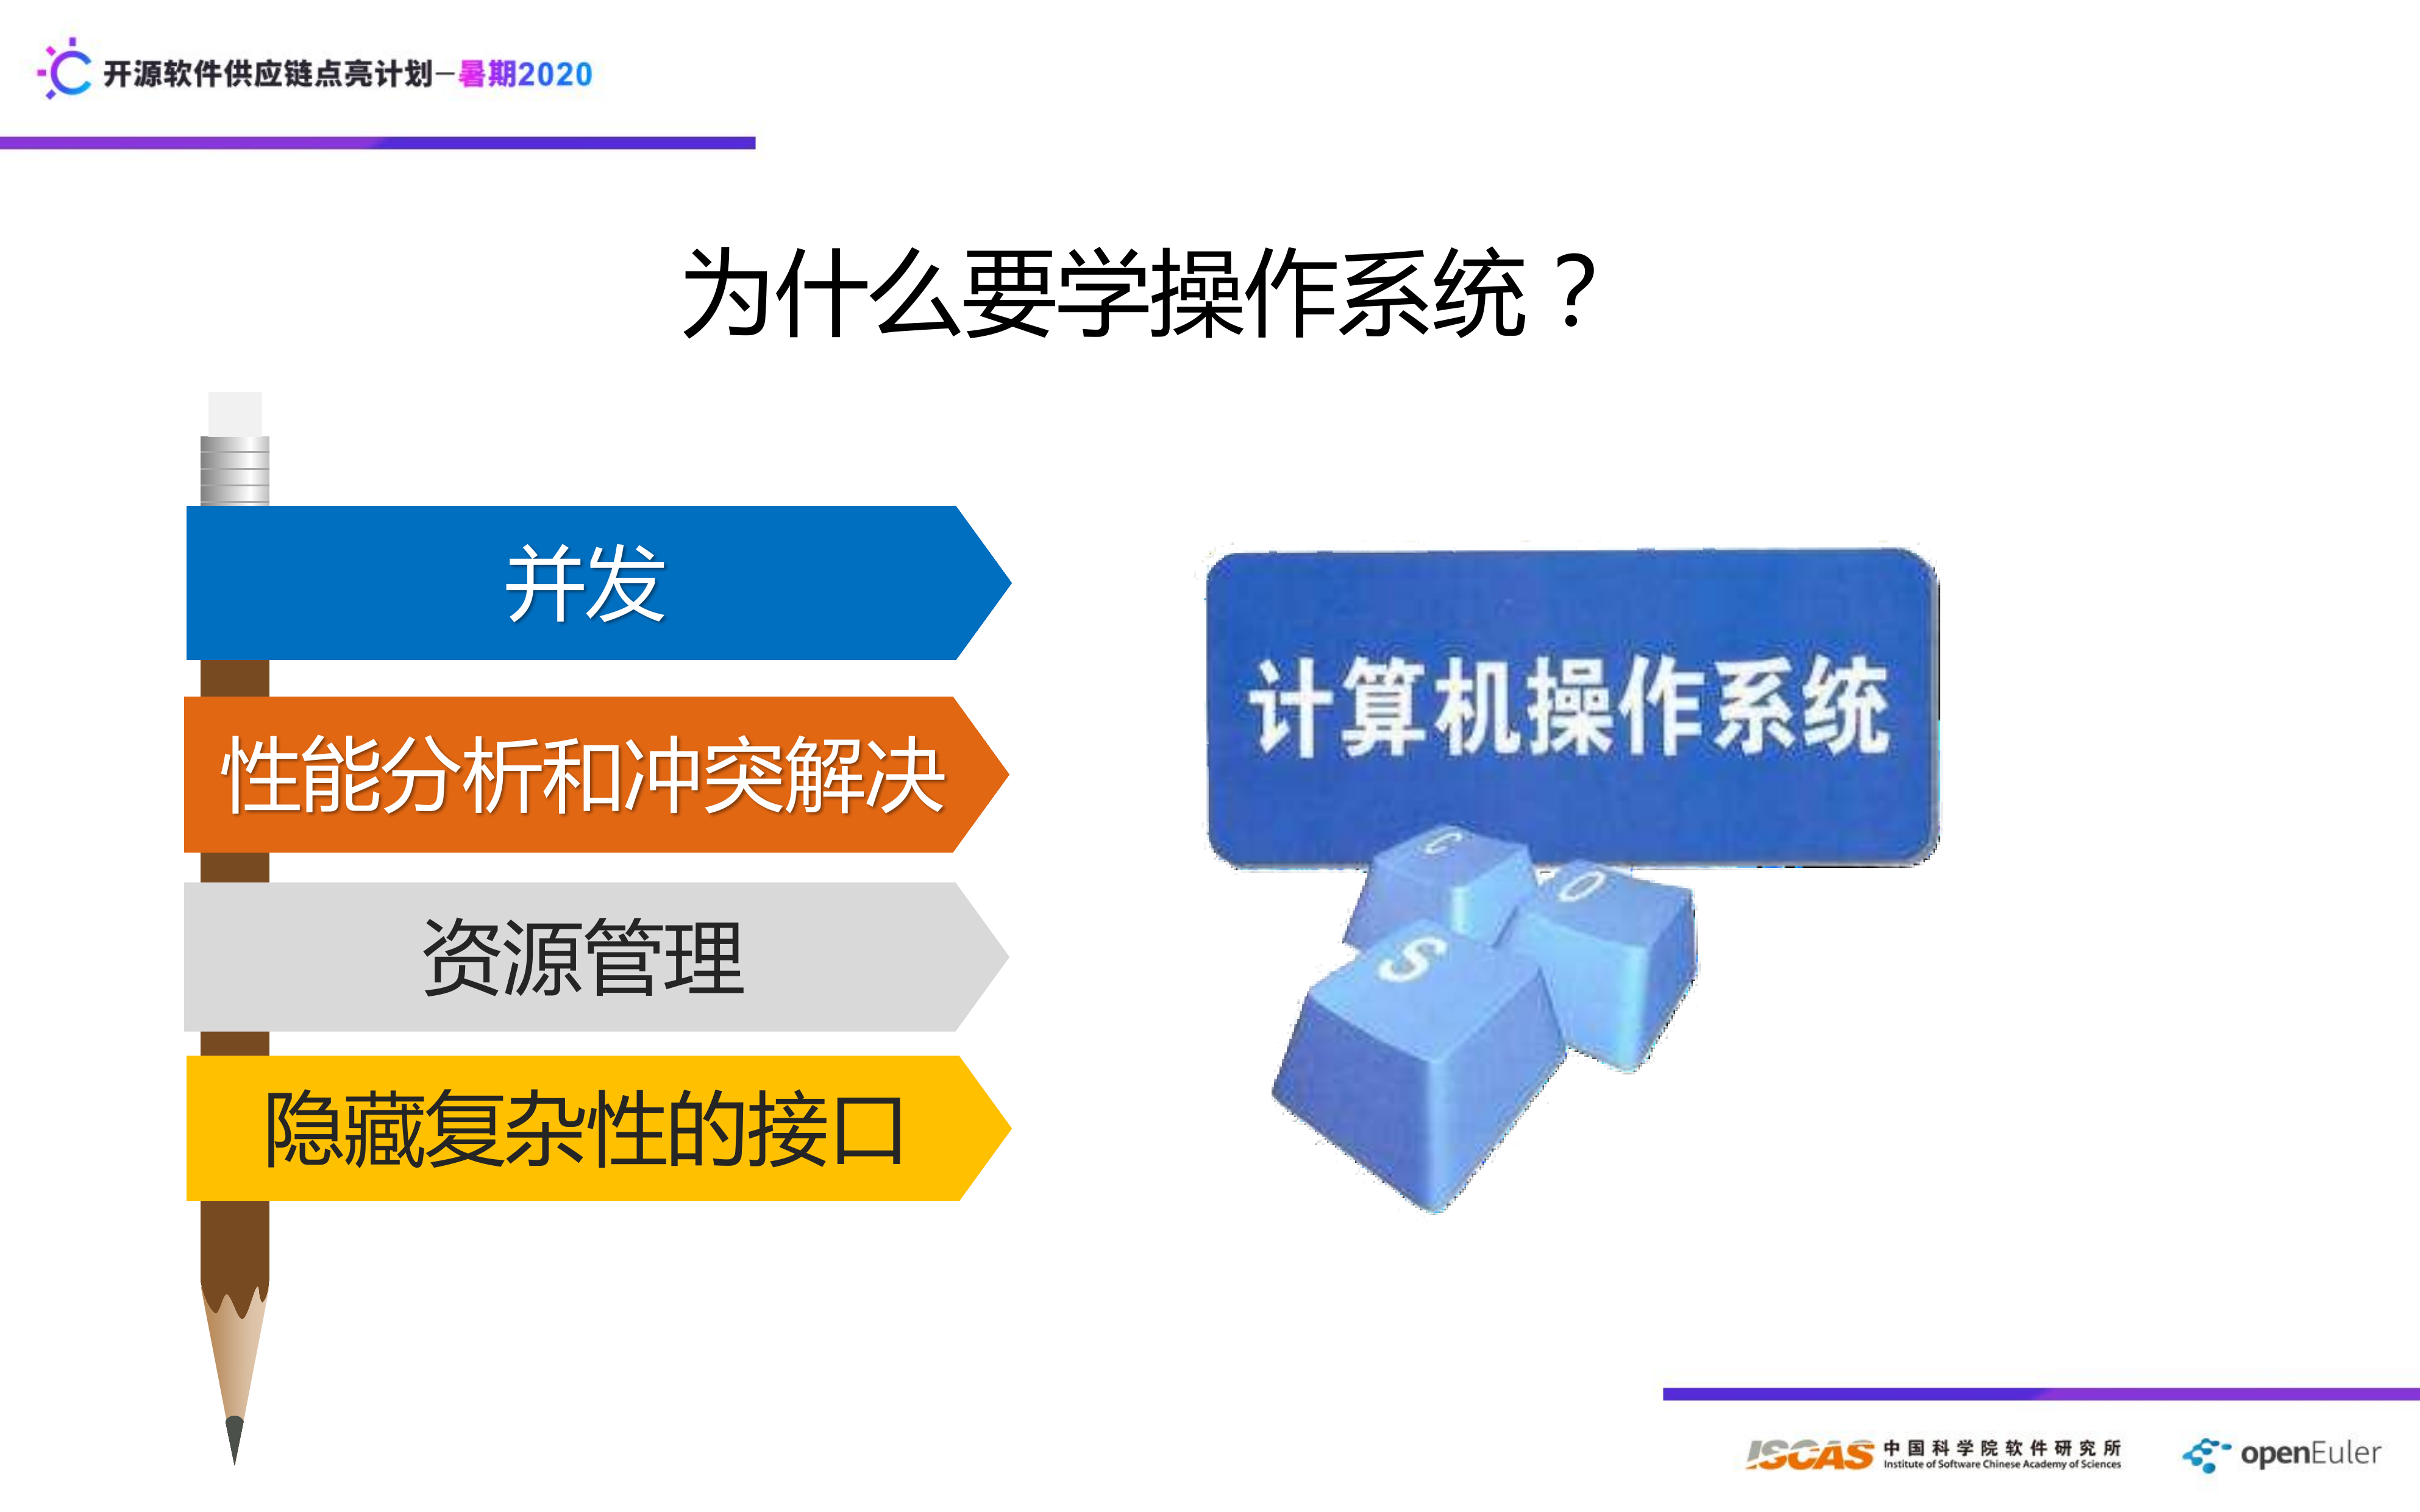 开源软件供应链点亮计划—暑期2020
为什么要学操作系统？
并发
性能分析和冲突解决
资源管理
隐藏复杂性的接口
计算机操作系统
C
O
S
ISCAS 中国科学院软件研究所
Institute of Software Chinese Academy of Sciences
openEuler